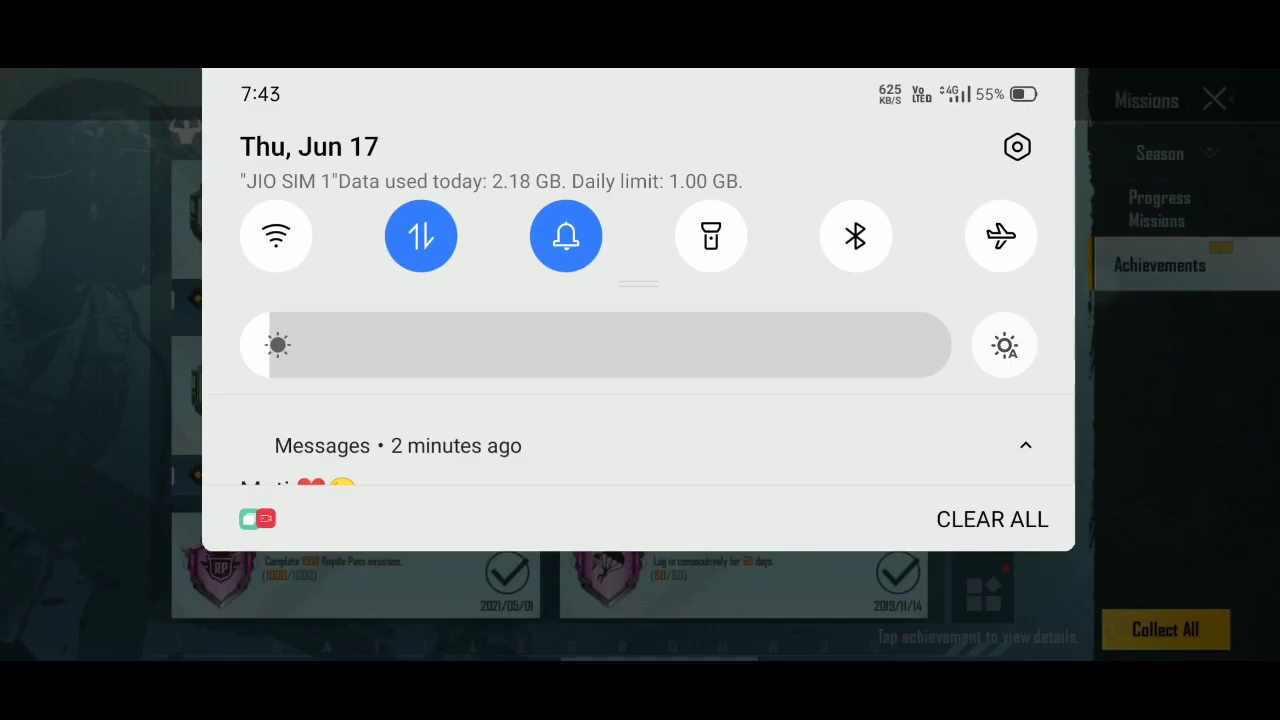 7:43
625 KB/S Vo LTED 4G 55%
Thu, Jun 17
"JIO SIM 1"Data used today: 2.18 GB. Daily limit: 1.00 GB.
Messages • 2 minutes ago
CLEAR ALL
Missions
Season
Progress
Missions
Achievements
RP
Complete 1000 Royale Pass missions.
(1000/1000)
2021/05/01
Log in consecutively for 60 days.
(60/60)
2019/11/14
Tap achievement to view details.
Collect All